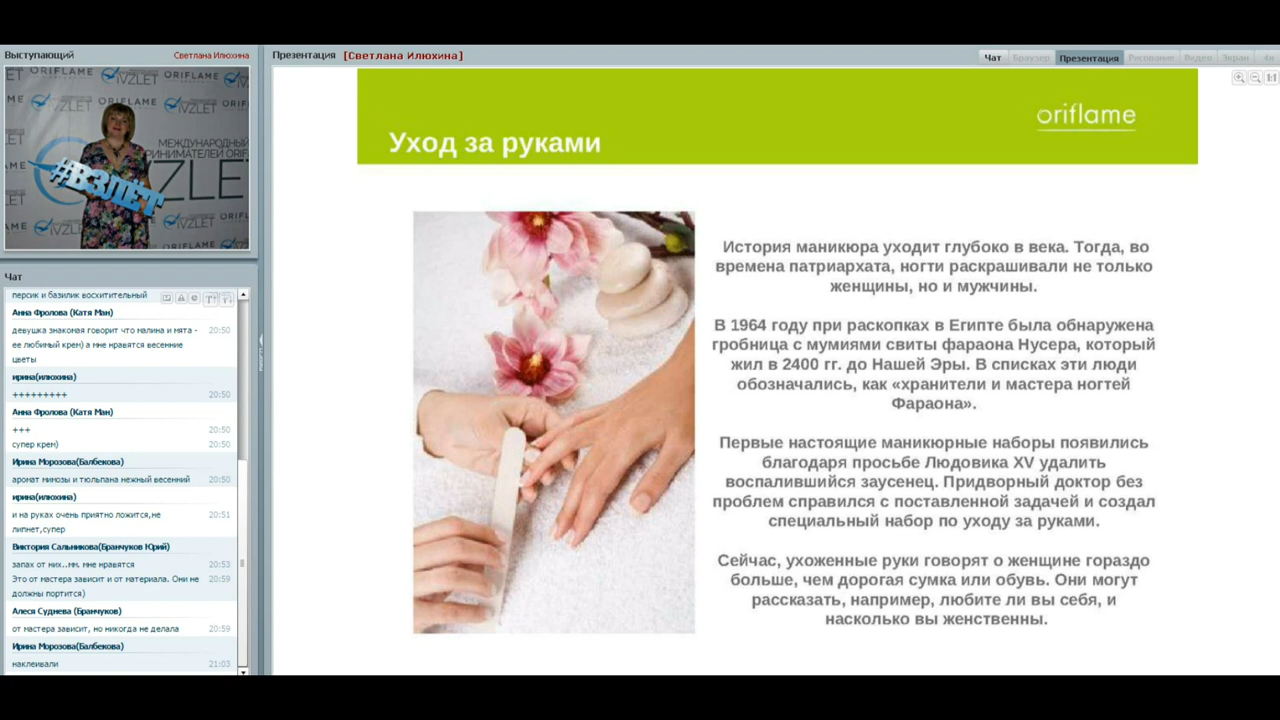 Выступающий
Светлана Илюхина
ORIFLAME
IVZLET
МЕЖДУНАРОДНЫЙ
#ВЗЛЁТ
Чат
персик и базилик восхитительный
Анна Фролова (Катя Ман)
девушка знакомая говорит что малина и мята - 20:50
ее любимый крем) а мне нравятся весенние
цветы
ирина(илюхина)
+++++++++ 20:50
Анна Фролова (Катя Ман)
+++ 20:50
супер крем) 20:50
Ирина Морозова(Балбекова)
аромат мимозы и тюльпана нежный весенний 20:50
ирина(илюхина)
и на руках очень приятно ложится,не 20:51
липнет,супер
Виктория Сальникова(Бранчуков Юрий)
запах от них..мм. мне нравятся 20:53
Это от мастера зависит и от материала. Они не 20:59
должны портится)
Алеся Суднева (Бранчуков)
от мастера зависит, но никогда не делала 20:59
Ирина Морозова(Балбекова)
наклеивали 21:03
Презентация [Светлана Илюхина]
Чат Браузер Презентация Рисование Видео Экран 4x
oriflame
Уход за руками
История маникюра уходит глубоко в века. Тогда, во
времена патриархата, ногти раскрашивали не только
женщины, но и мужчины.
В 1964 году при раскопках в Египте была обнаружена
гробница с мумиями свиты фараона Нусера, который
жил в 2400 гг. до Нашей Эры. В списках эти люди
обозначались, как «хранители и мастера ногтей
Фараона».
Первые настоящие маникюрные наборы появились
благодаря просьбе Людовика XV удалить
воспалившийся заусенец. Придворный доктор без
проблем справился с поставленной задачей и создал
специальный набор по уходу за руками.
Сейчас, ухоженные руки говорят о женщине гораздо
больше, чем дорогая сумка или обувь. Они могут
рассказать, например, любите ли вы себя, и
насколько вы женственны.